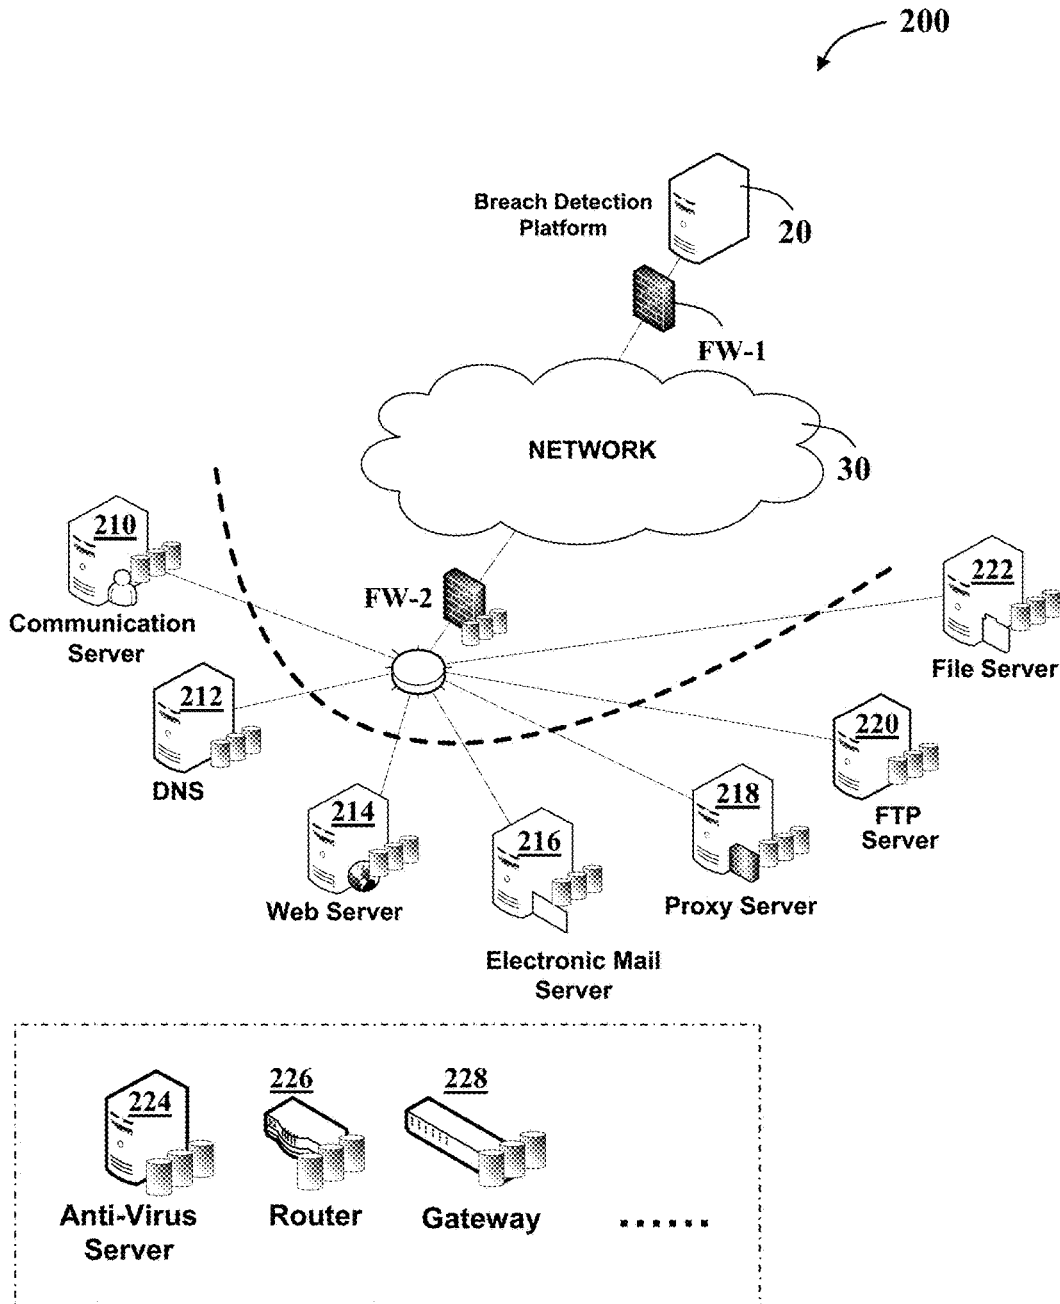 200
Breach Detection
Platform
20
FW-1
NETWORK
30
210
Communication
Server
FW-2
222
File Server
212
DNS
220
FTP
Server
214
Web Server
216
Electronic Mail
Server
218
Proxy Server
224
Anti-Virus
Server
226
Router
228
Gateway
......